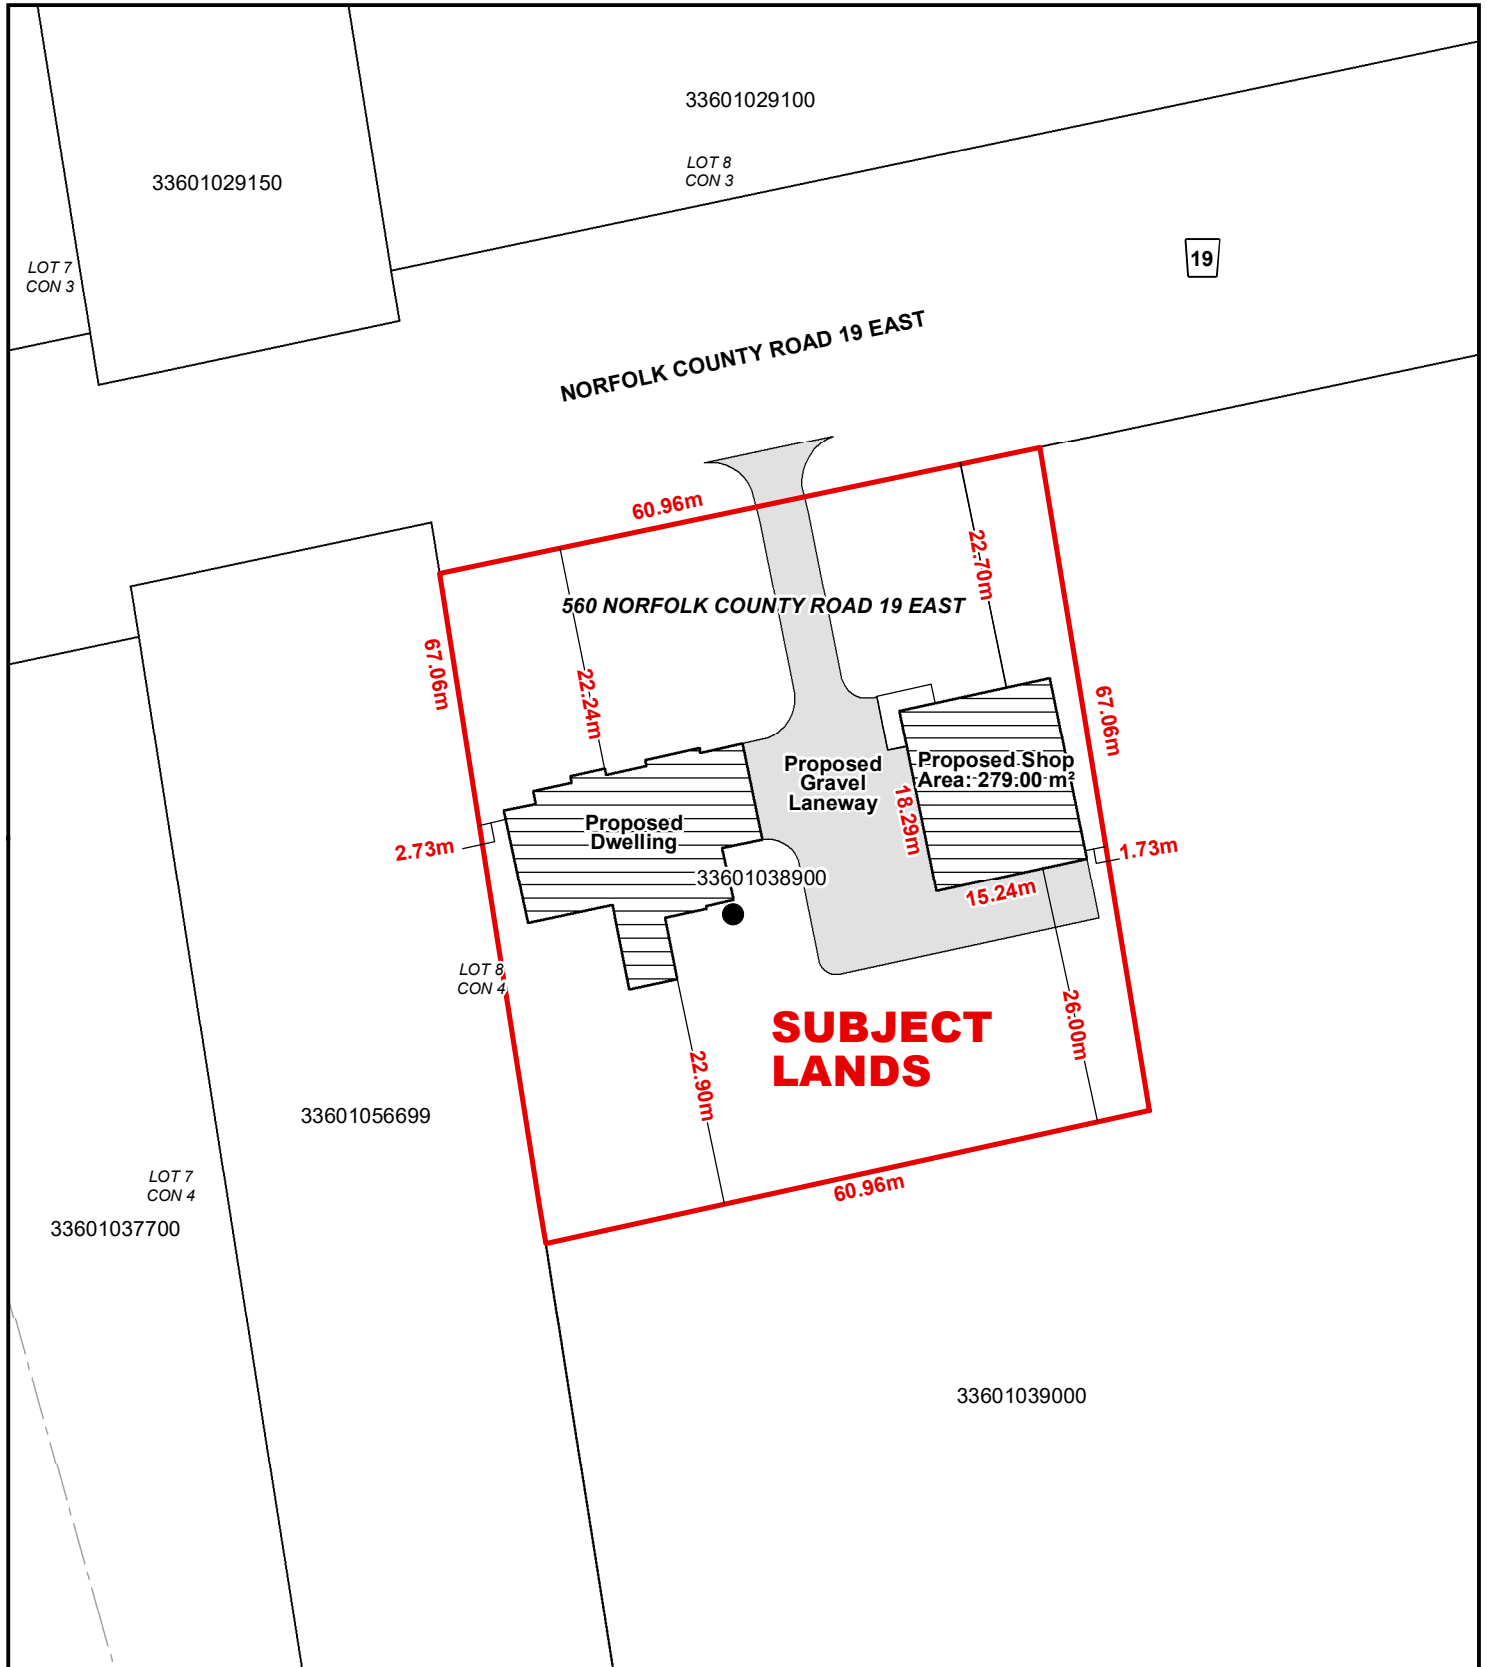 33601029100
LOT 8
CON 3
33601029150
LOT 7
CON 3
19
NORFOLK COUNTY ROAD 19 EAST
60.96m
22.70m
560 NORFOLK COUNTY ROAD 19 EAST
67.06m
22.24m
67.06m
Proposed
Gravel
Laneway
Proposed Shop
Area: 279.00 m²
18.29m
Proposed
Dwelling
2.73m
1.73m
33601038900
15.24m
LOT 8
CON 4
SUBJECT
LANDS
26.00m
22.90m
33601056699
LOT 7
CON 4
60.96m
33601037700
33601039000